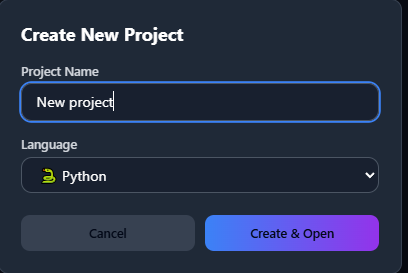 Create New Project
Project Name
New project
Language
🐍 Python
Cancel
Create & Open